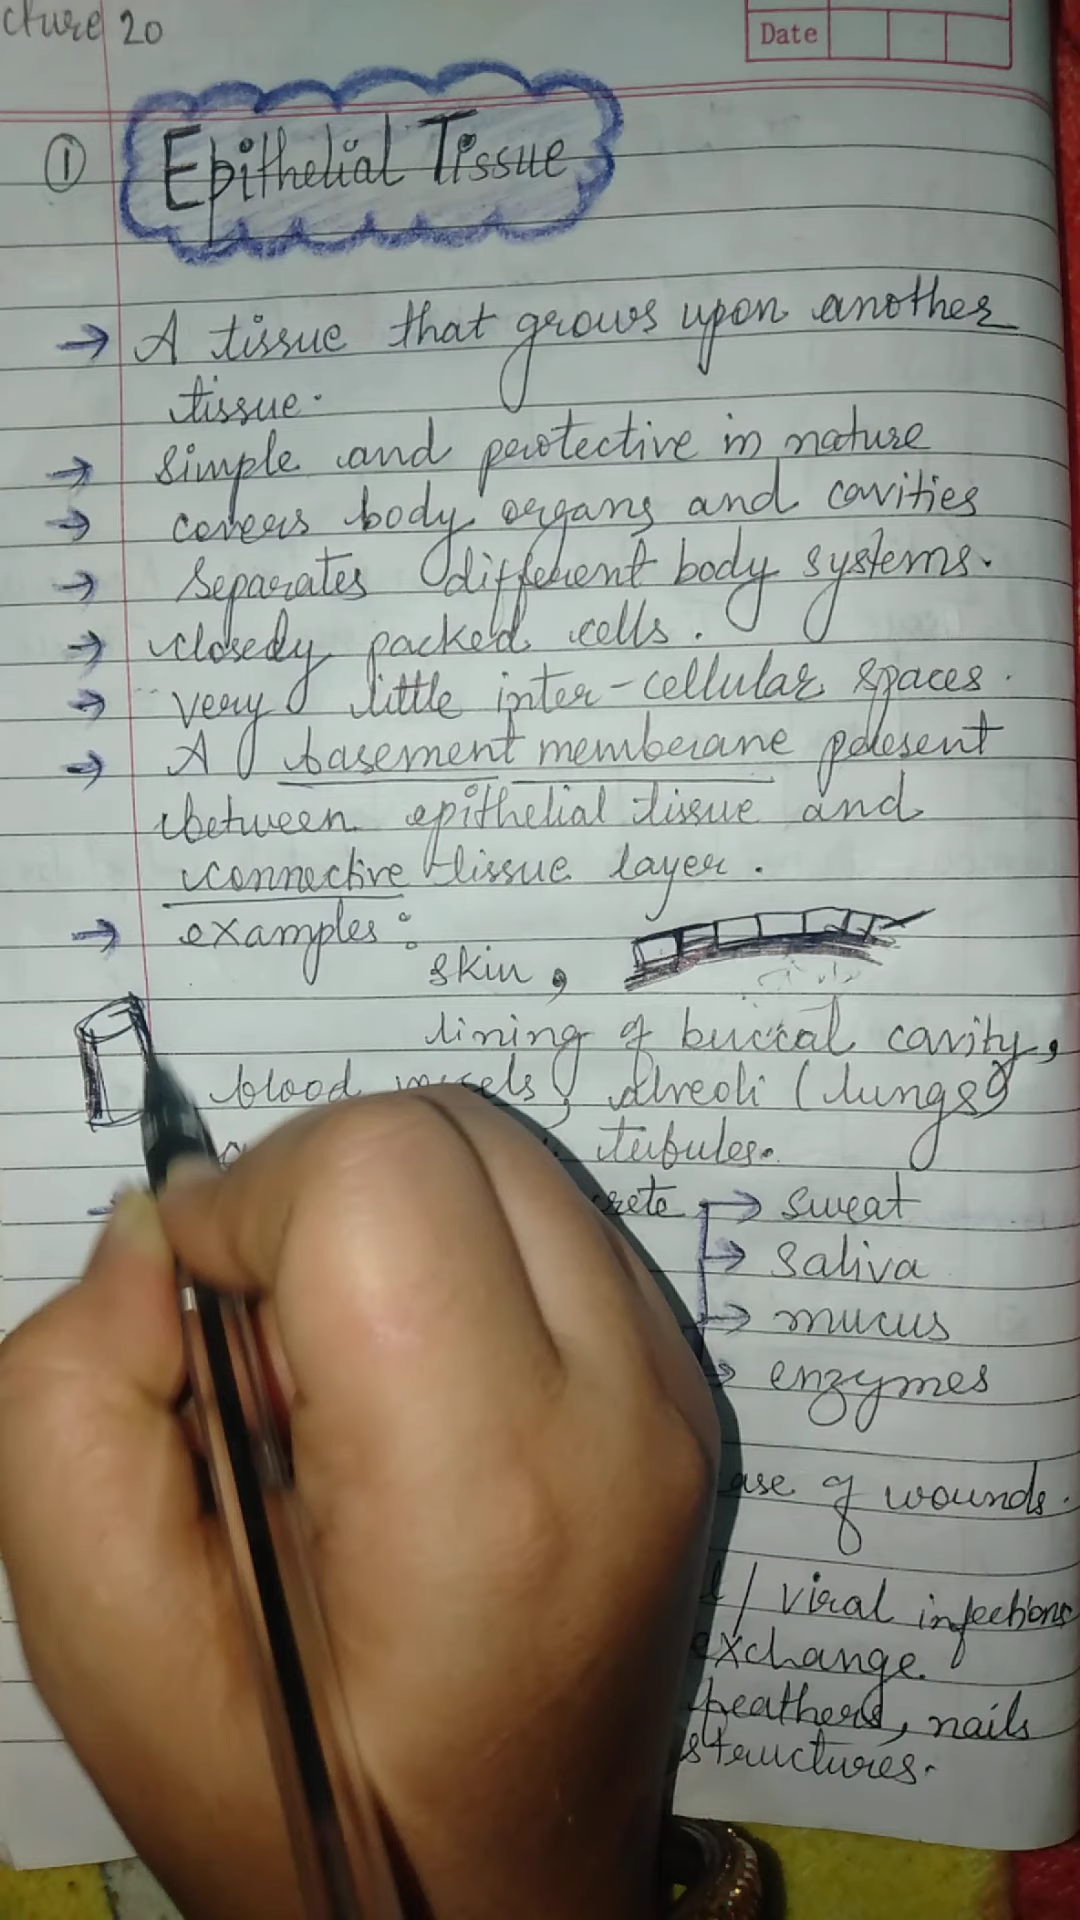 cture 20
Date
① Epithelial Tissue
→ A tissue that grows upon another
tissue.
→ simple and protective in nature
→ covers body organs and cavities
→ separates different body systems.
→ closely packed cells.
→ very little inter-cellular spaces.
→ A basement membrane present
between epithelial tissue and
connective tissue layer.
→ examples:
skin,
lining of buccal cavity,
blood vessels, alveoli (lungs)
tubules.
crete → sweat
→ saliva
→ mucus
→ enzymes
ase of wounds.
l / viral infections
exchange.
feathers, nails
structures.